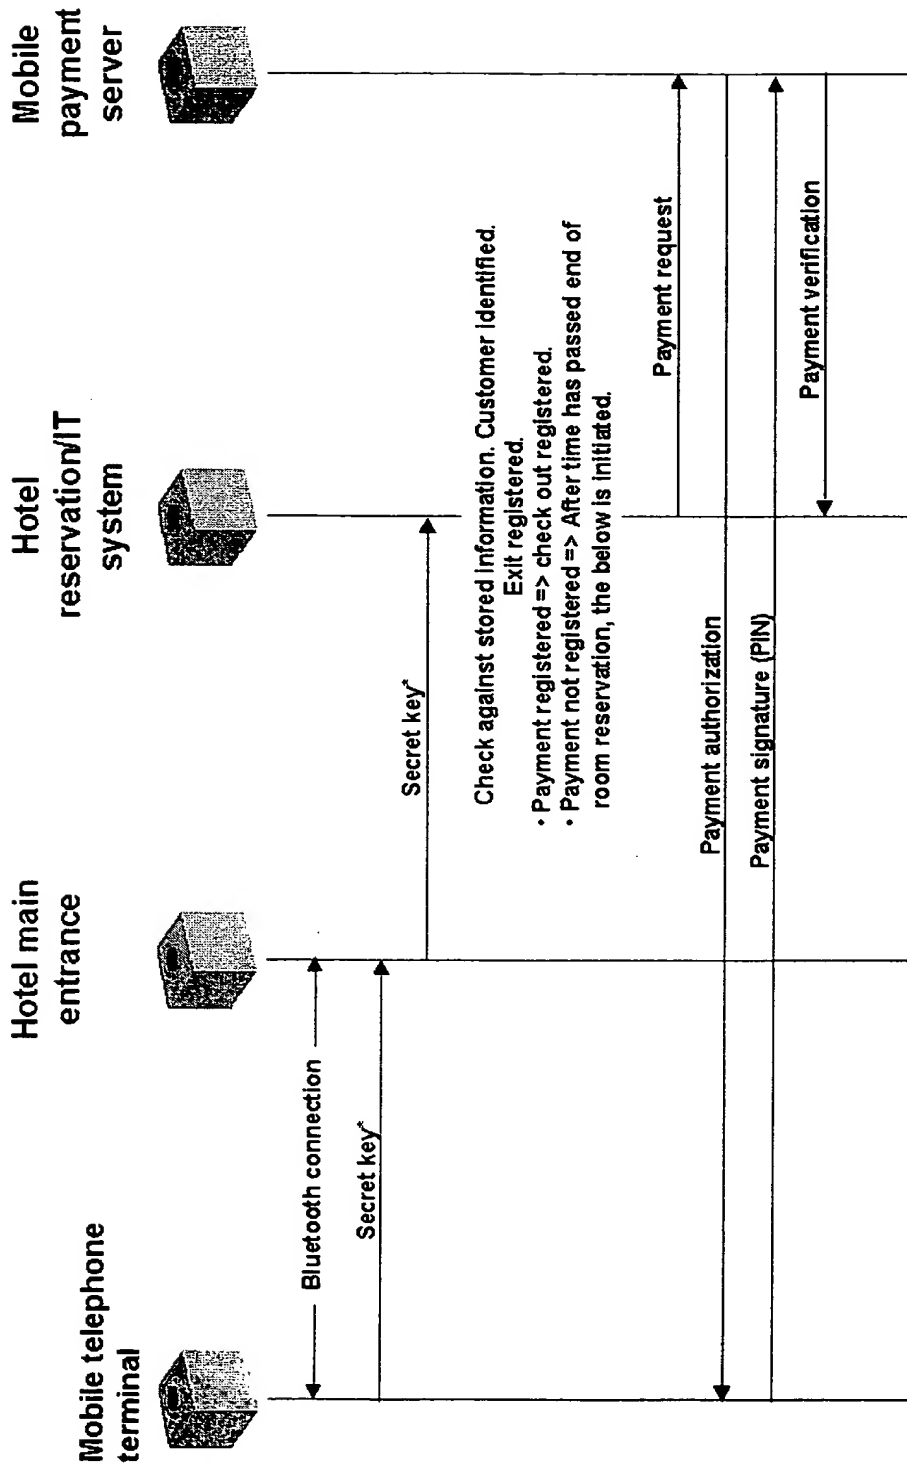 Mobile telephone
terminal
Hotel main
entrance
Hotel
reservation/IT
system
Mobile
payment
server
Bluetooth connection
Secret key*
Secret key*
Check against stored information. Customer identified.
Exit registered.
• Payment registered => check out registered.
• Payment not registered => After time has passed end of
room reservation, the below is initiated.
Payment request
Payment authorization
Payment signature (PIN)
Payment verification